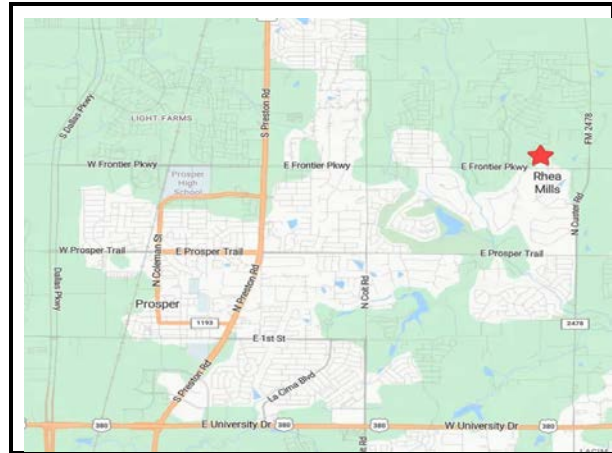 S Dallas Pkwy
LIGHT FARMS
S Preston Rd
FM 2478
W Frontier Pkwy
Prosper
High
School
E Frontier Pkwy
E Frontier Pkwy
Rhea
Mills
N Coleman St
N Custer Rd
W Prosper Trail
E Prosper Trail
E Prosper Trail
Dallas Pkwy
N Preston Rd
N Coit Rd
Prosper
1193
2478
E 1st St
S Preston Rd
La Cima Blvd
380
E University Dr
380
W University Dr
380
380
it Rd